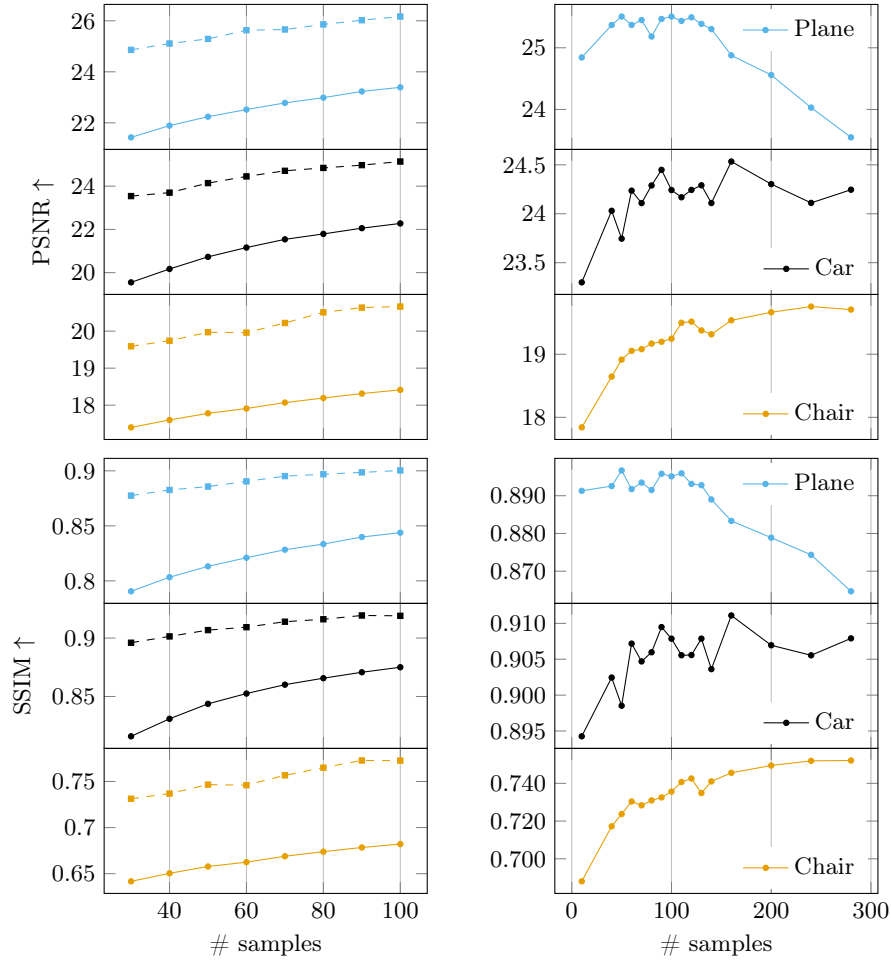 26
24
22
25
24
Plane
PSNR ↑
24
22
20
24.5
24
23.5
Car
20
19
18
19
18
Chair
0.9
0.85
0.8
0.890
0.880
0.870
Plane
SSIM ↑
0.9
0.85
0.910
0.905
0.900
0.895
Car
0.75
0.7
0.65
0.740
0.720
0.700
Chair
40 60 80 100
0 100 200 300
# samples
# samples